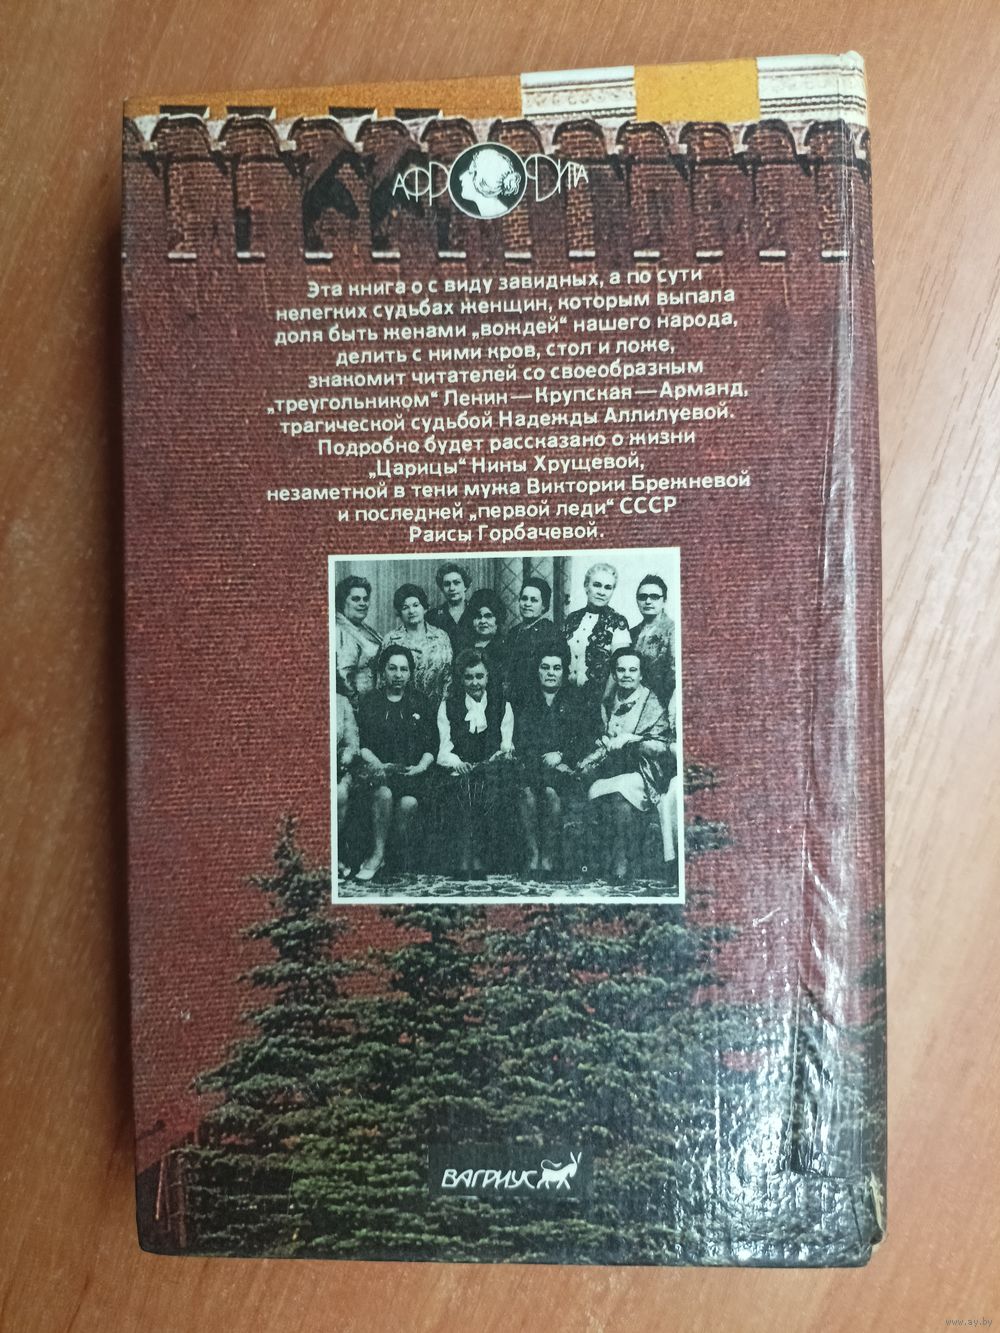 АФРОДИТА
Эта книга о с виду завидных, а по сути
нелегких судьбах женщин, которым выпала
доля быть женами „вождей“ нашего народа,
делить с ними кров, стол и ложе,
знакомит читателей со своеобразным
„треугольником“ Ленин—Крупская—Арманд,
трагической судьбой Надежды Аллилуевой.
Подробно будет рассказано о жизни
„Царицы“ Нины Хрущевой,
незаметной в тени мужа Виктории Брежневой
и последней „первой леди“ СССР
Раисы Горбачевой.
ВАГРИУС
www.ay.by